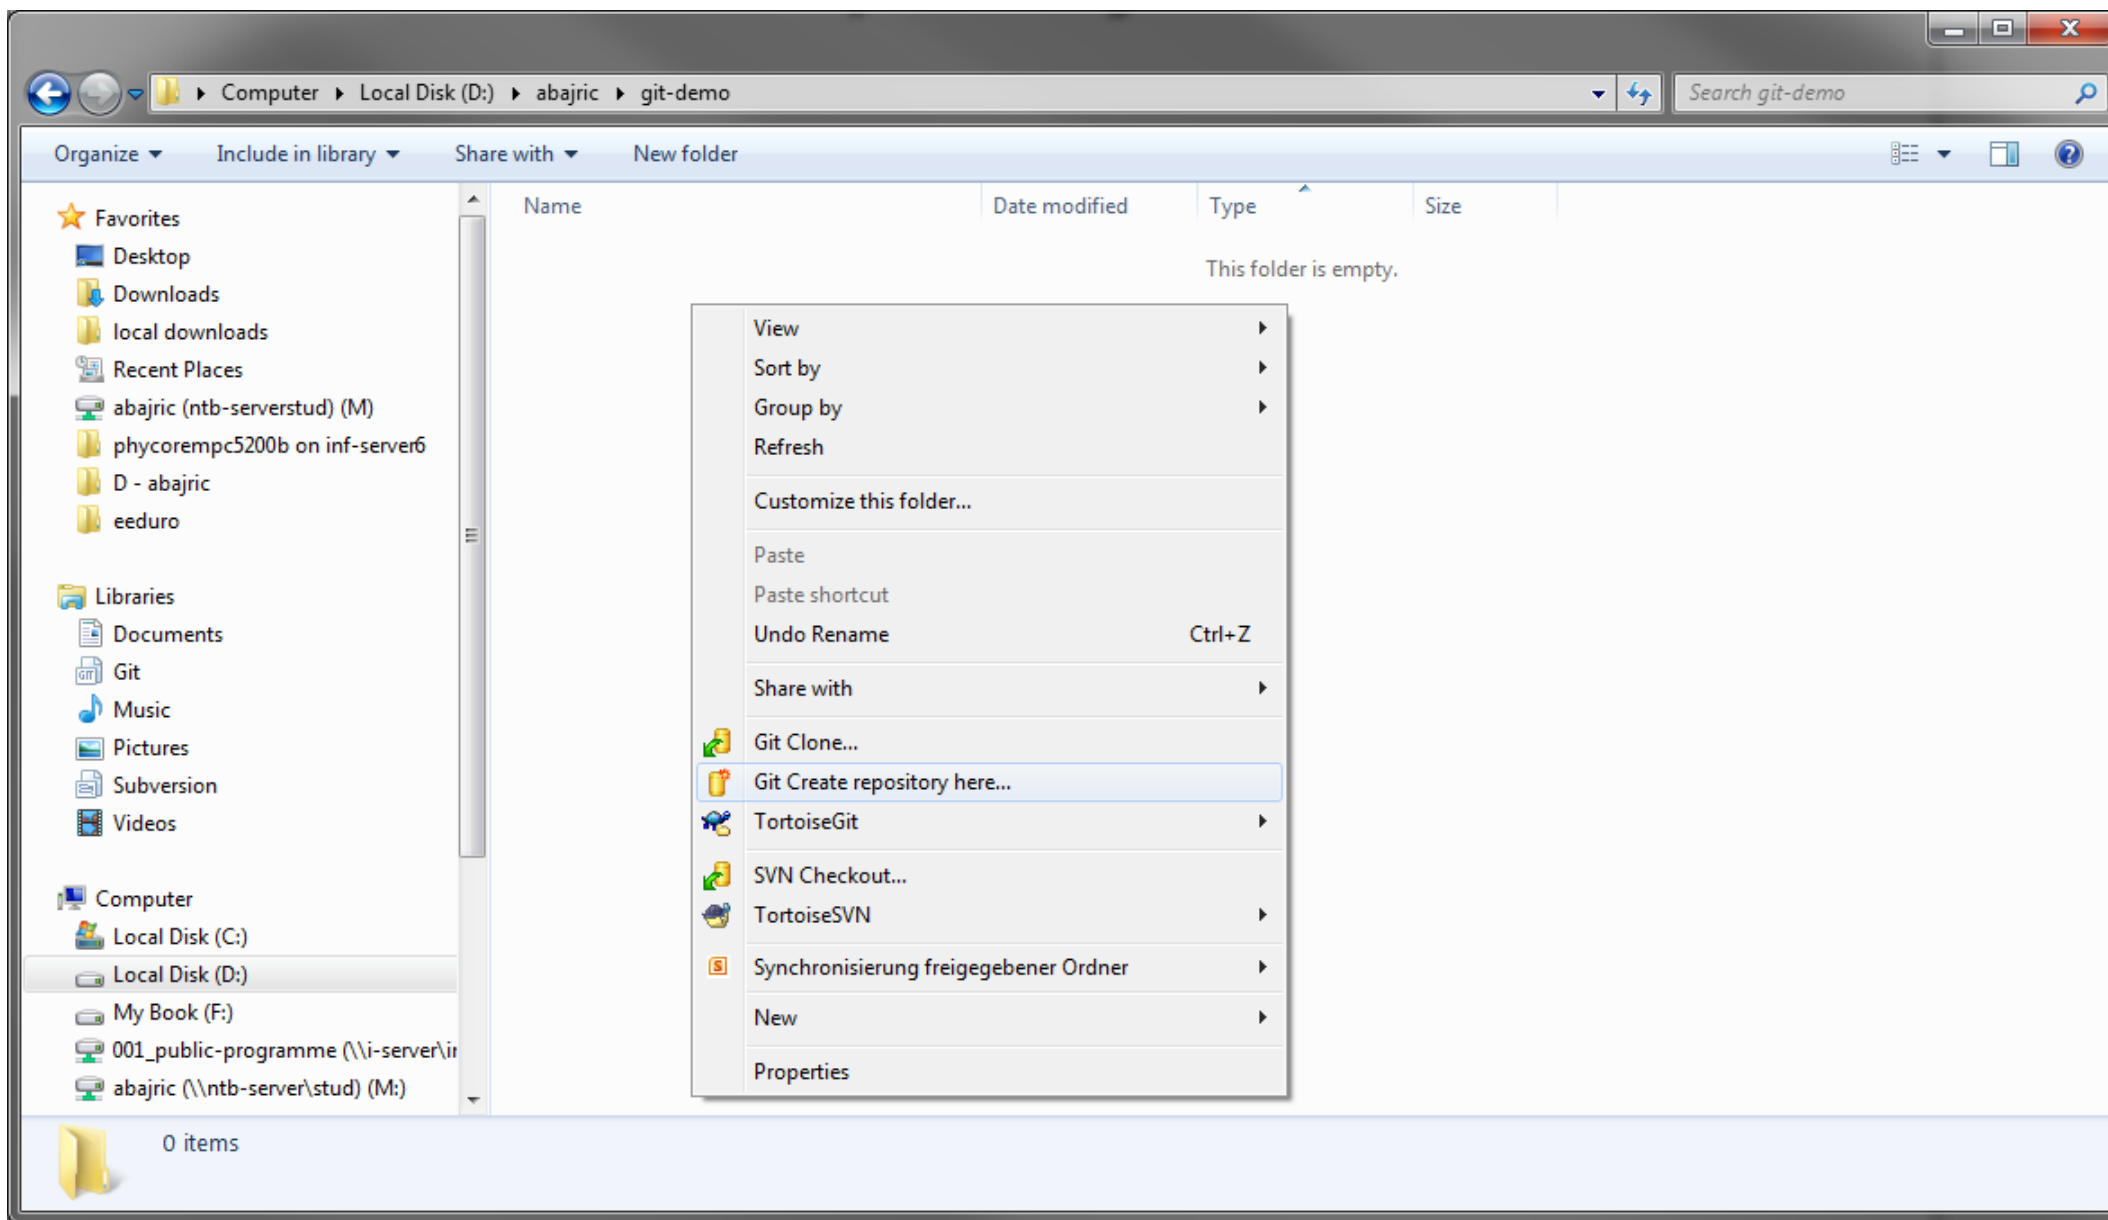 Computer Local Disk (D:) abajric git-demo
Search git-demo
Organize Include in library Share with New folder
Name Date modified Type Size
This folder is empty.
Favorites
Desktop
Downloads
local downloads
Recent Places
abajric (ntb-serverstud) (M)
phycorempc5200b on inf-server6
D - abajric
eeduro
Libraries
Documents
GIT Git
Music
Pictures
Subversion
Videos
Computer
Local Disk (C:)
Local Disk (D:)
My Book (F:)
001_public-programme (\\i-server\ir
abajric (\\ntb-server\stud) (M:)
View
Sort by
Group by
Refresh
Customize this folder...
Paste
Paste shortcut
Undo Rename Ctrl+Z
Share with
Git Clone...
Git Create repository here...
TortoiseGit
SVN Checkout...
TortoiseSVN
S Synchronisierung freigegebener Ordner
New
Properties
0 items